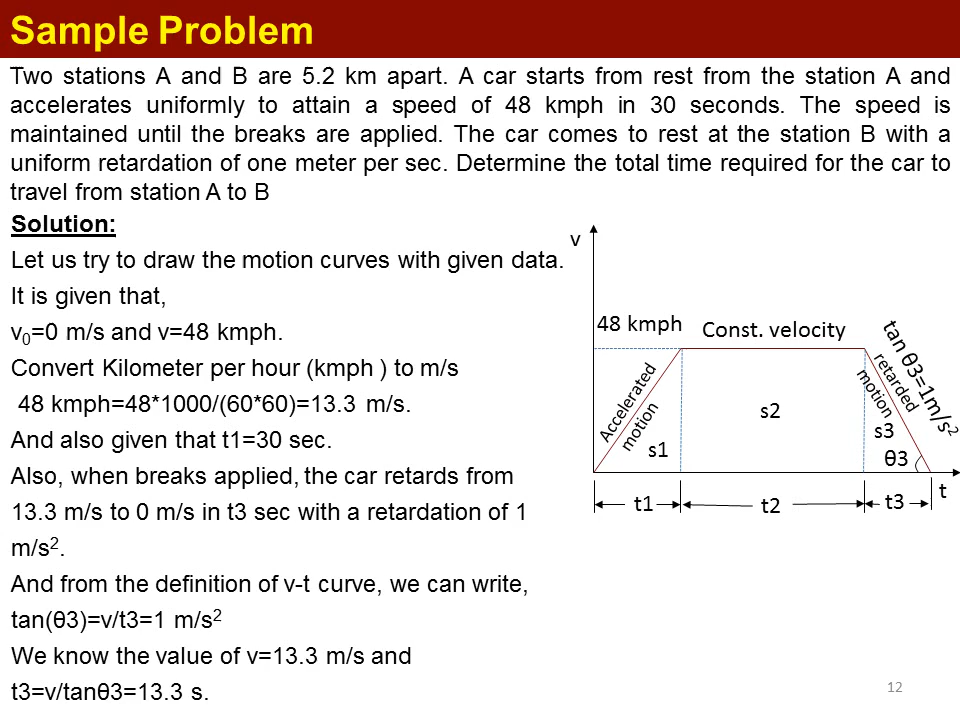 Sample Problem
Two stations A and B are 5.2 km apart. A car starts from rest from the station A and
accelerates uniformly to attain a speed of 48 kmph in 30 seconds. The speed is
maintained until the breaks are applied. The car comes to rest at the station B with a
uniform retardation of one meter per sec. Determine the total time required for the car to
travel from station A to B
Solution:
Let us try to draw the motion curves with given data.
It is given that,
v₀=0 m/s and v=48 kmph.
Convert Kilometer per hour (kmph ) to m/s
48 kmph=48*1000/(60*60)=13.3 m/s.
And also given that t1=30 sec.
Also, when breaks applied, the car retards from
13.3 m/s to 0 m/s in t3 sec with a retardation of 1
m/s².
And from the definition of v-t curve, we can write,
tan(θ3)=v/t3=1 m/s²
We know the value of v=13.3 m/s and
t3=v/tanθ3=13.3 s.
v
48 kmph
Const. velocity
tan θ3=1m/s²
Accelerated
motion
retarded
motion
s1
s2
s3
θ3
t
t1
t2
t3
12